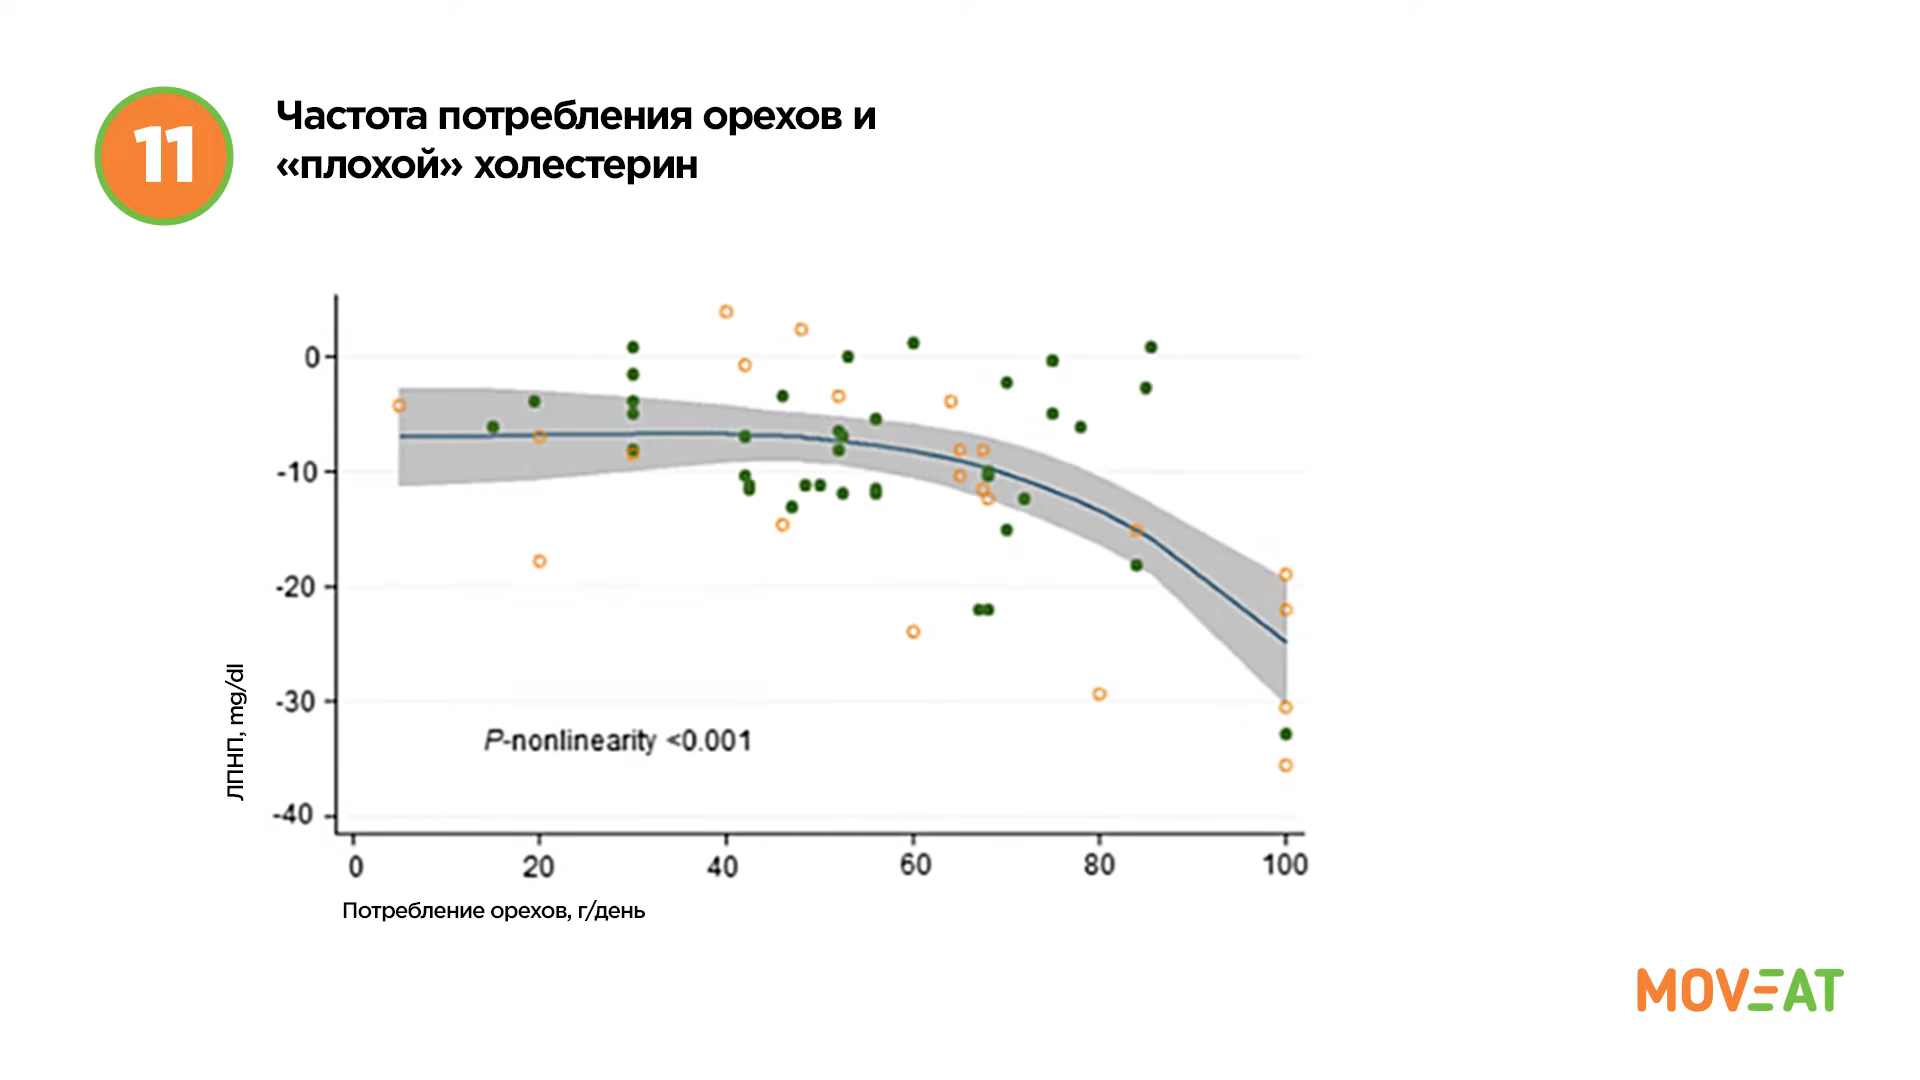 11
Частота потребления орехов и
«плохой» холестерин
0
-10
-20
-30
-40
ЛПНП, mg/dl
P-nonlinearity <0.001
0 20 40 60 80 100
Потребление орехов, г/день
MOVEAT